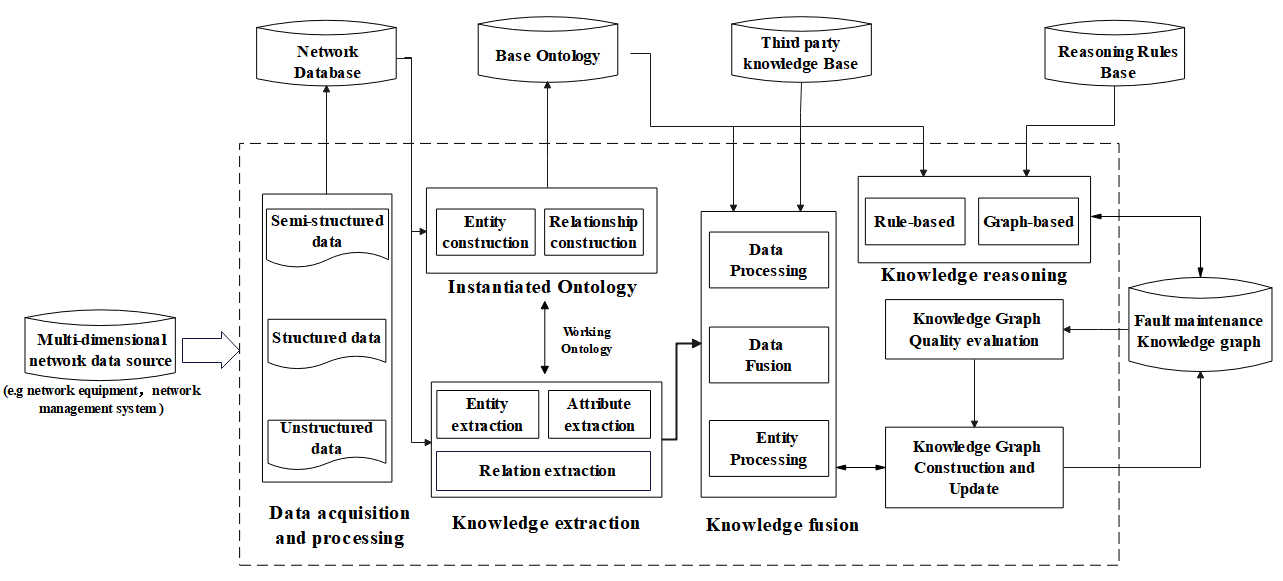 Network
Database
Base Ontology
Third party
knowledge Base
Reasoning Rules
Base
Semi-structured
data
Structured data
Unstructured
data
Data acquisition
and processing
Entity
construction
Relationship
construction
Instantiated Ontology
Working
Ontology
Entity
extraction
Attribute
extraction
Relation extraction
Knowledge extraction
Data
Processing
Data
Fusion
Entity
Processing
Knowledge fusion
Rule-based
Graph-based
Knowledge reasoning
Knowledge Graph
Quality evaluation
Knowledge Graph
Construction and
Update
Fault maintenance
Knowledge graph
Multi-dimensional
network data source
(e.g network equipment，network
management system )